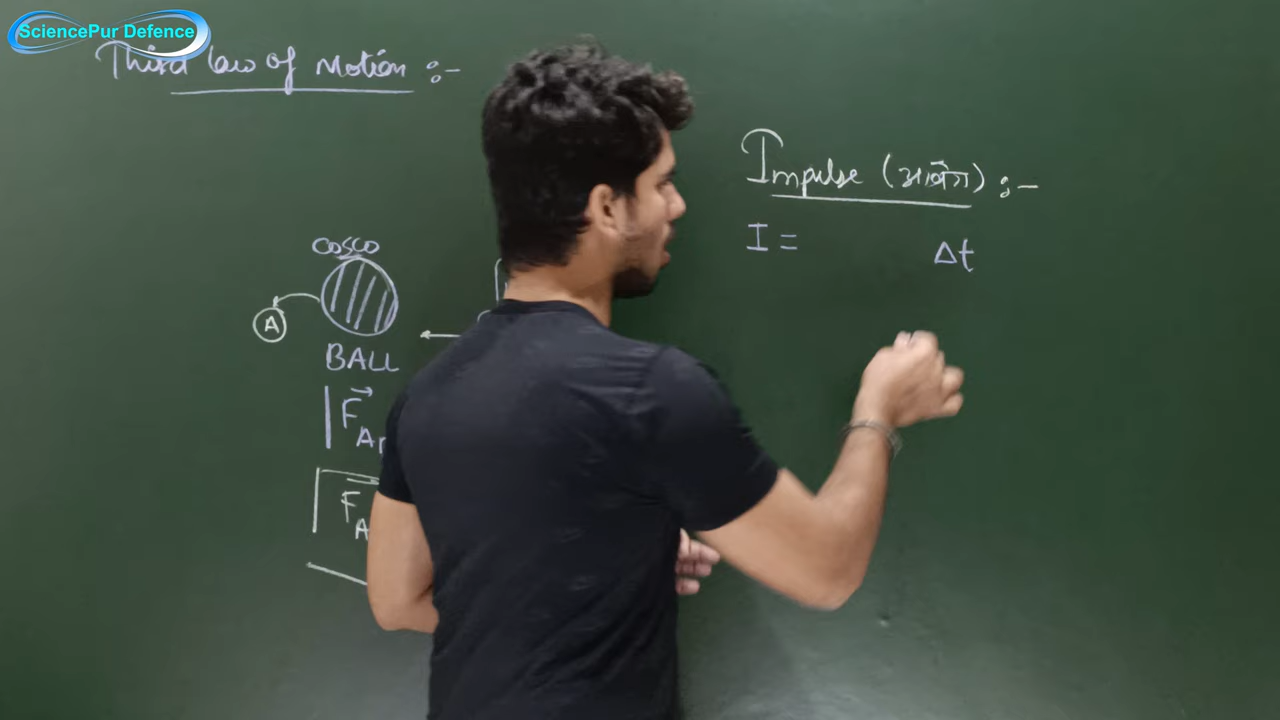 SciencePur Defence
Third law of Motion :-
COSCO
A
BALL
F
F
A
Impulse (आवेग) :-
I = Δt